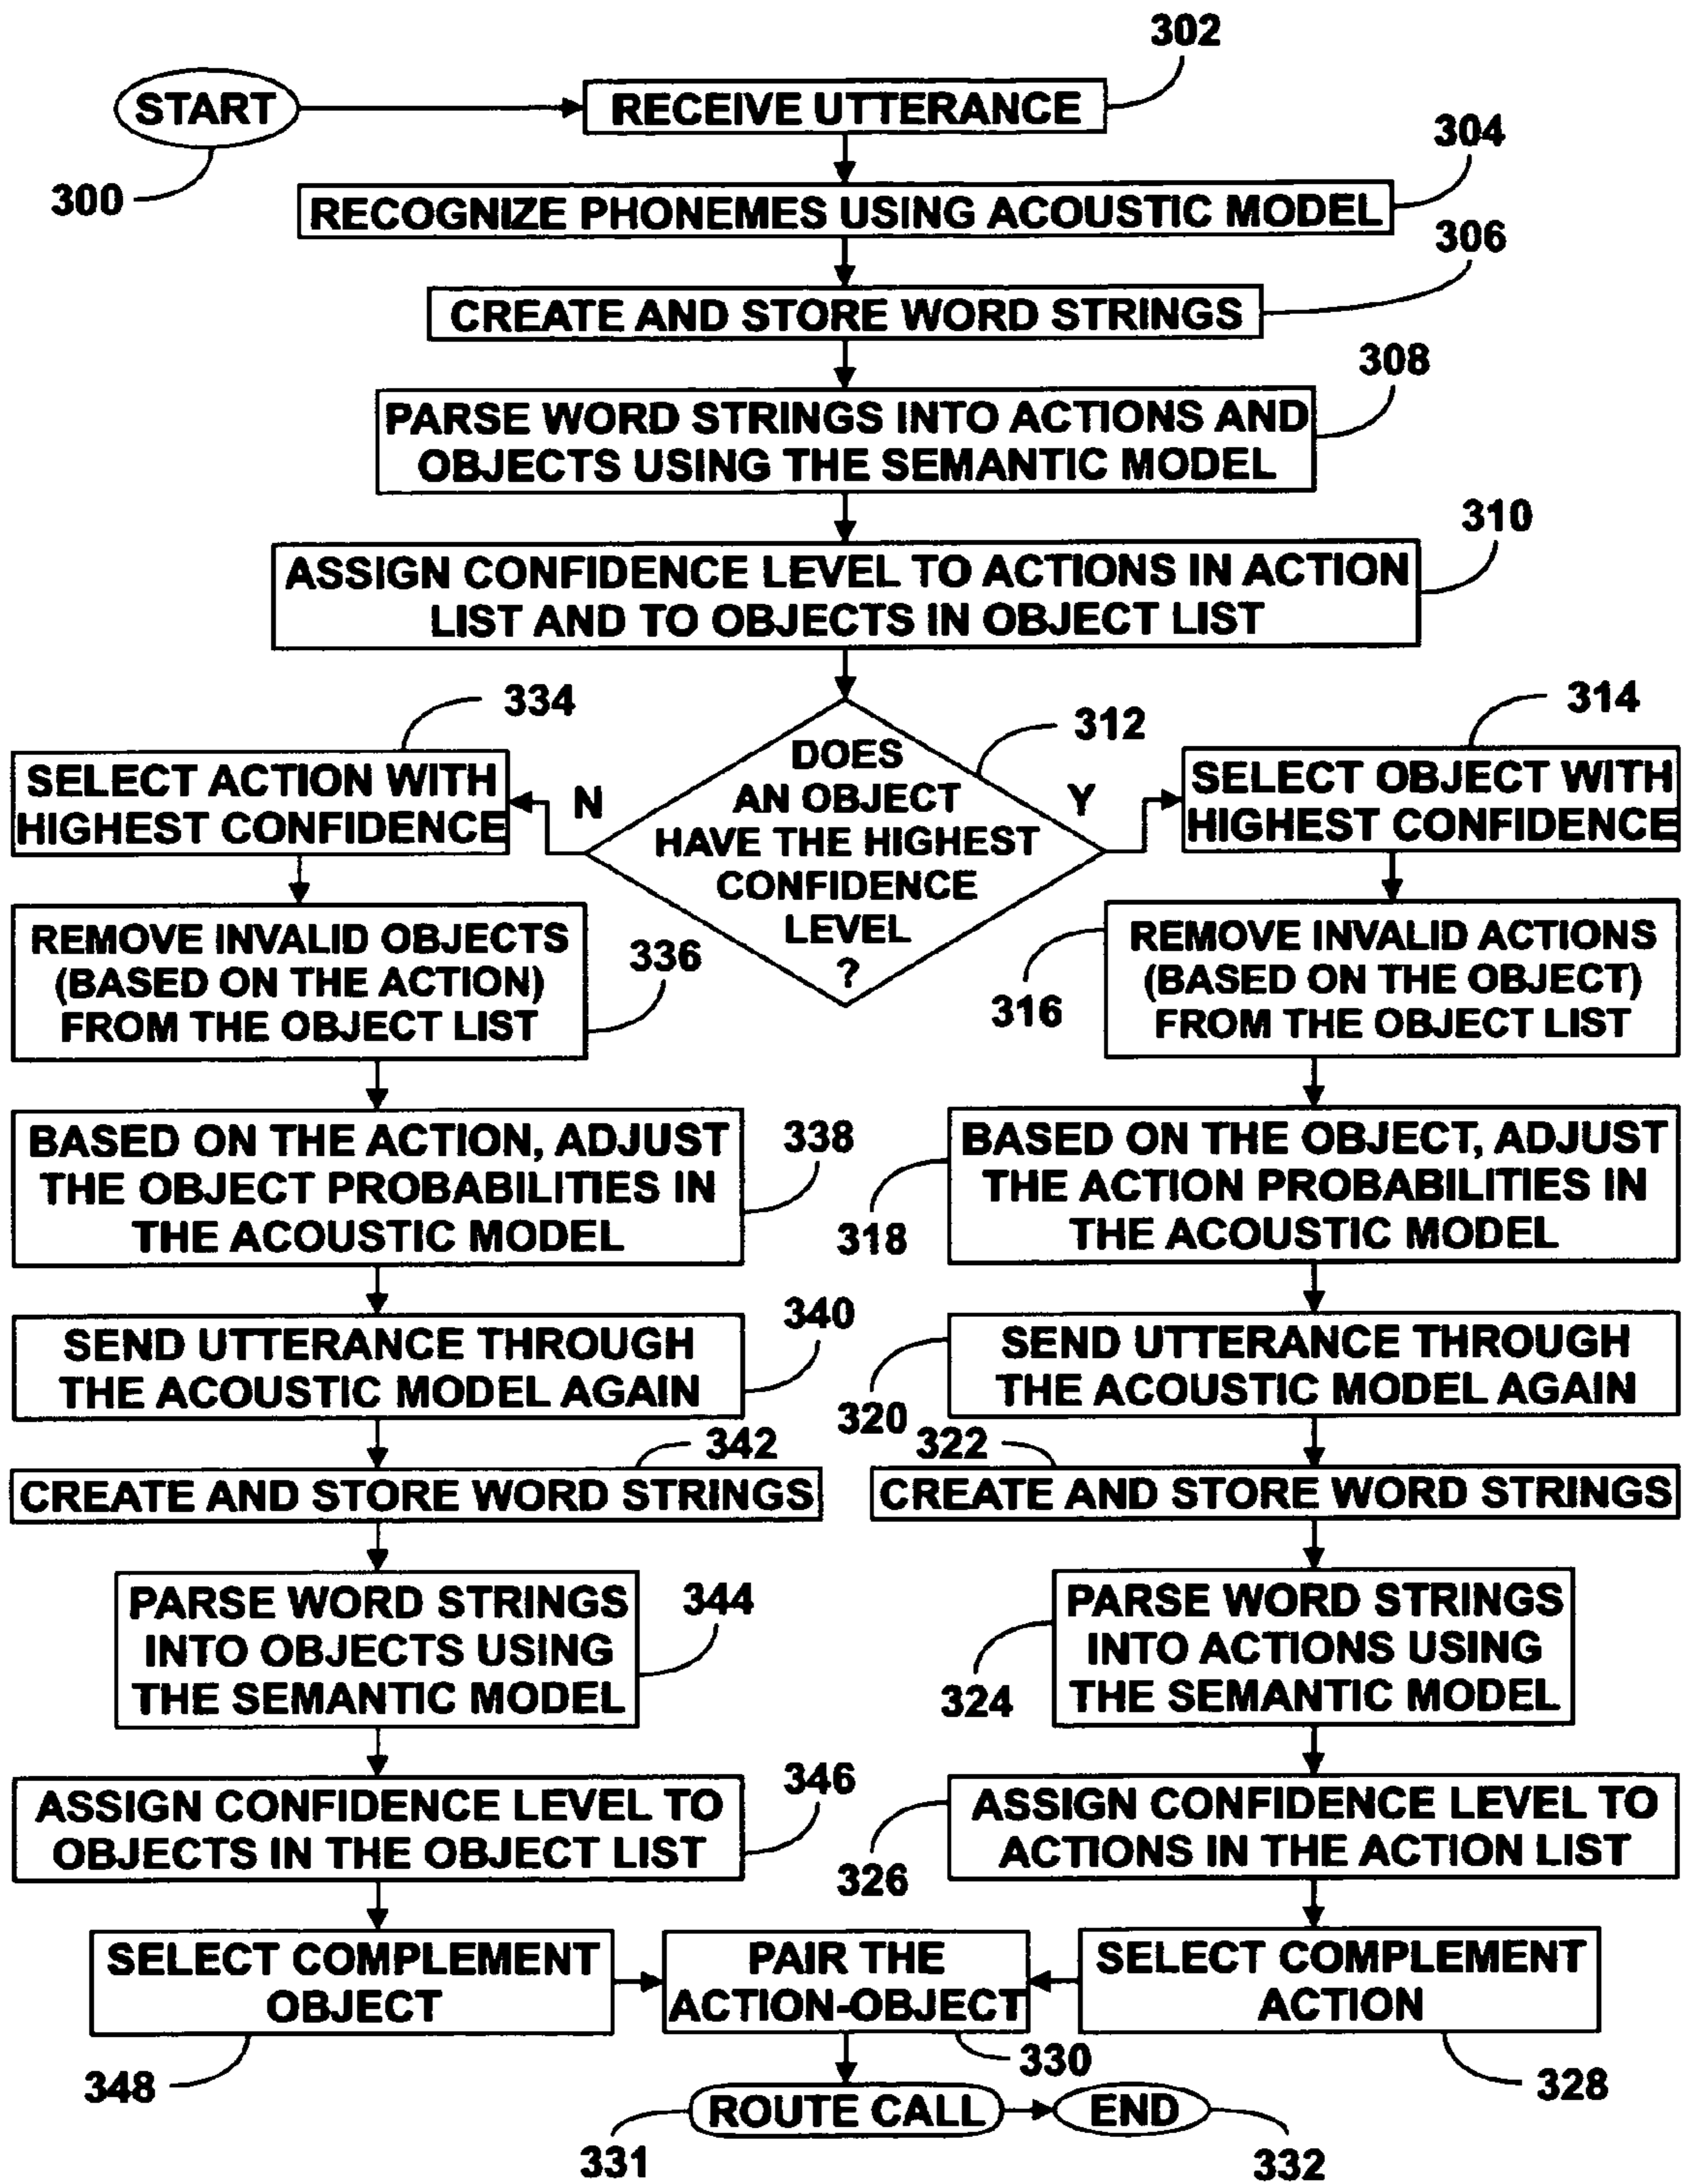 302
START
RECEIVE UTTERANCE
300
304
RECOGNIZE PHONEMES USING ACOUSTIC MODEL
306
CREATE AND STORE WORD STRINGS
308
PARSE WORD STRINGS INTO ACTIONS AND
OBJECTS USING THE SEMANTIC MODEL
310
ASSIGN CONFIDENCE LEVEL TO ACTIONS IN ACTION
LIST AND TO OBJECTS IN OBJECT LIST
312
DOES
AN OBJECT
HAVE THE HIGHEST
CONFIDENCE
LEVEL
?
N
Y
334
SELECT ACTION WITH
HIGHEST CONFIDENCE
336
REMOVE INVALID OBJECTS
(BASED ON THE ACTION)
FROM THE OBJECT LIST
338
BASED ON THE ACTION, ADJUST
THE OBJECT PROBABILITIES IN
THE ACOUSTIC MODEL
340
SEND UTTERANCE THROUGH
THE ACOUSTIC MODEL AGAIN
342
CREATE AND STORE WORD STRINGS
344
PARSE WORD STRINGS
INTO OBJECTS USING
THE SEMANTIC MODEL
346
ASSIGN CONFIDENCE LEVEL TO
OBJECTS IN THE OBJECT LIST
SELECT COMPLEMENT
OBJECT
348
314
SELECT OBJECT WITH
HIGHEST CONFIDENCE
316
REMOVE INVALID ACTIONS
(BASED ON THE OBJECT)
FROM THE OBJECT LIST
318
BASED ON THE OBJECT, ADJUST
THE ACTION PROBABILITIES IN
THE ACOUSTIC MODEL
320
SEND UTTERANCE THROUGH
THE ACOUSTIC MODEL AGAIN
322
CREATE AND STORE WORD STRINGS
324
PARSE WORD STRINGS
INTO ACTIONS USING
THE SEMANTIC MODEL
326
ASSIGN CONFIDENCE LEVEL TO
ACTIONS IN THE ACTION LIST
SELECT COMPLEMENT
ACTION
328
PAIR THE
ACTION-OBJECT
330
ROUTE CALL
331
END
332